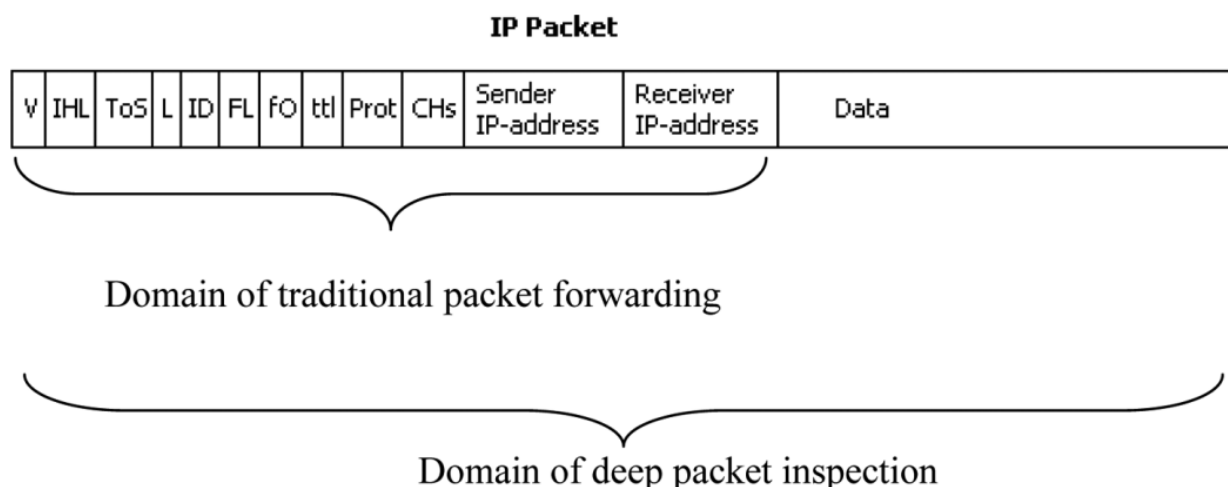 IP Packet
V IHL ToS L ID FL fO ttl Prot CHs Sender IP-address Receiver IP-address Data
Domain of traditional packet forwarding
Domain of deep packet inspection